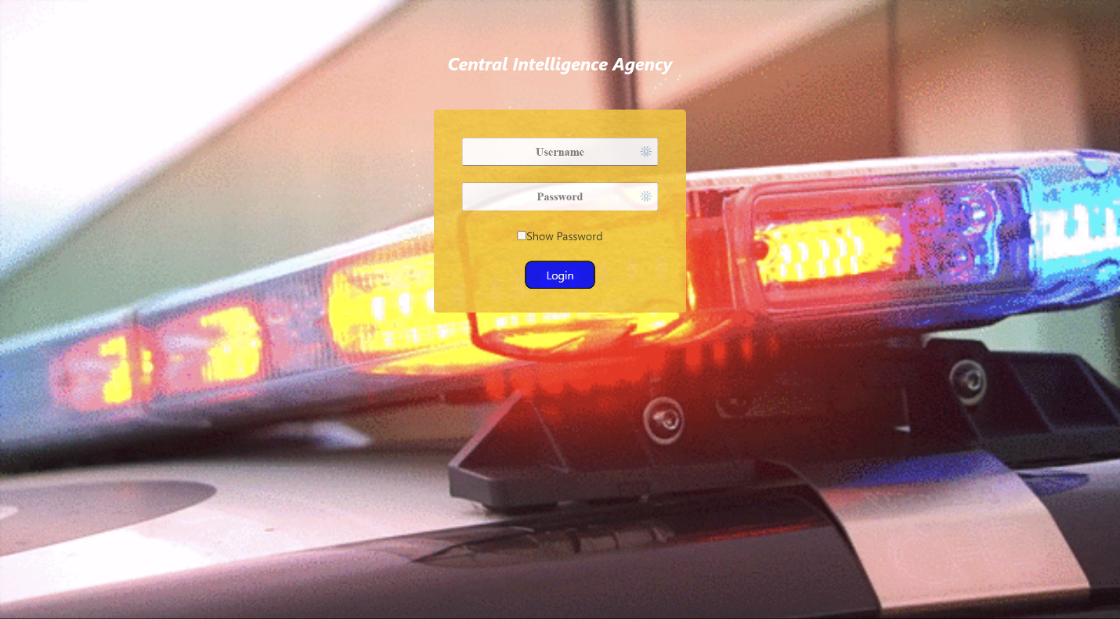 Central Intelligence Agency
Username
Password
Show Password
Login